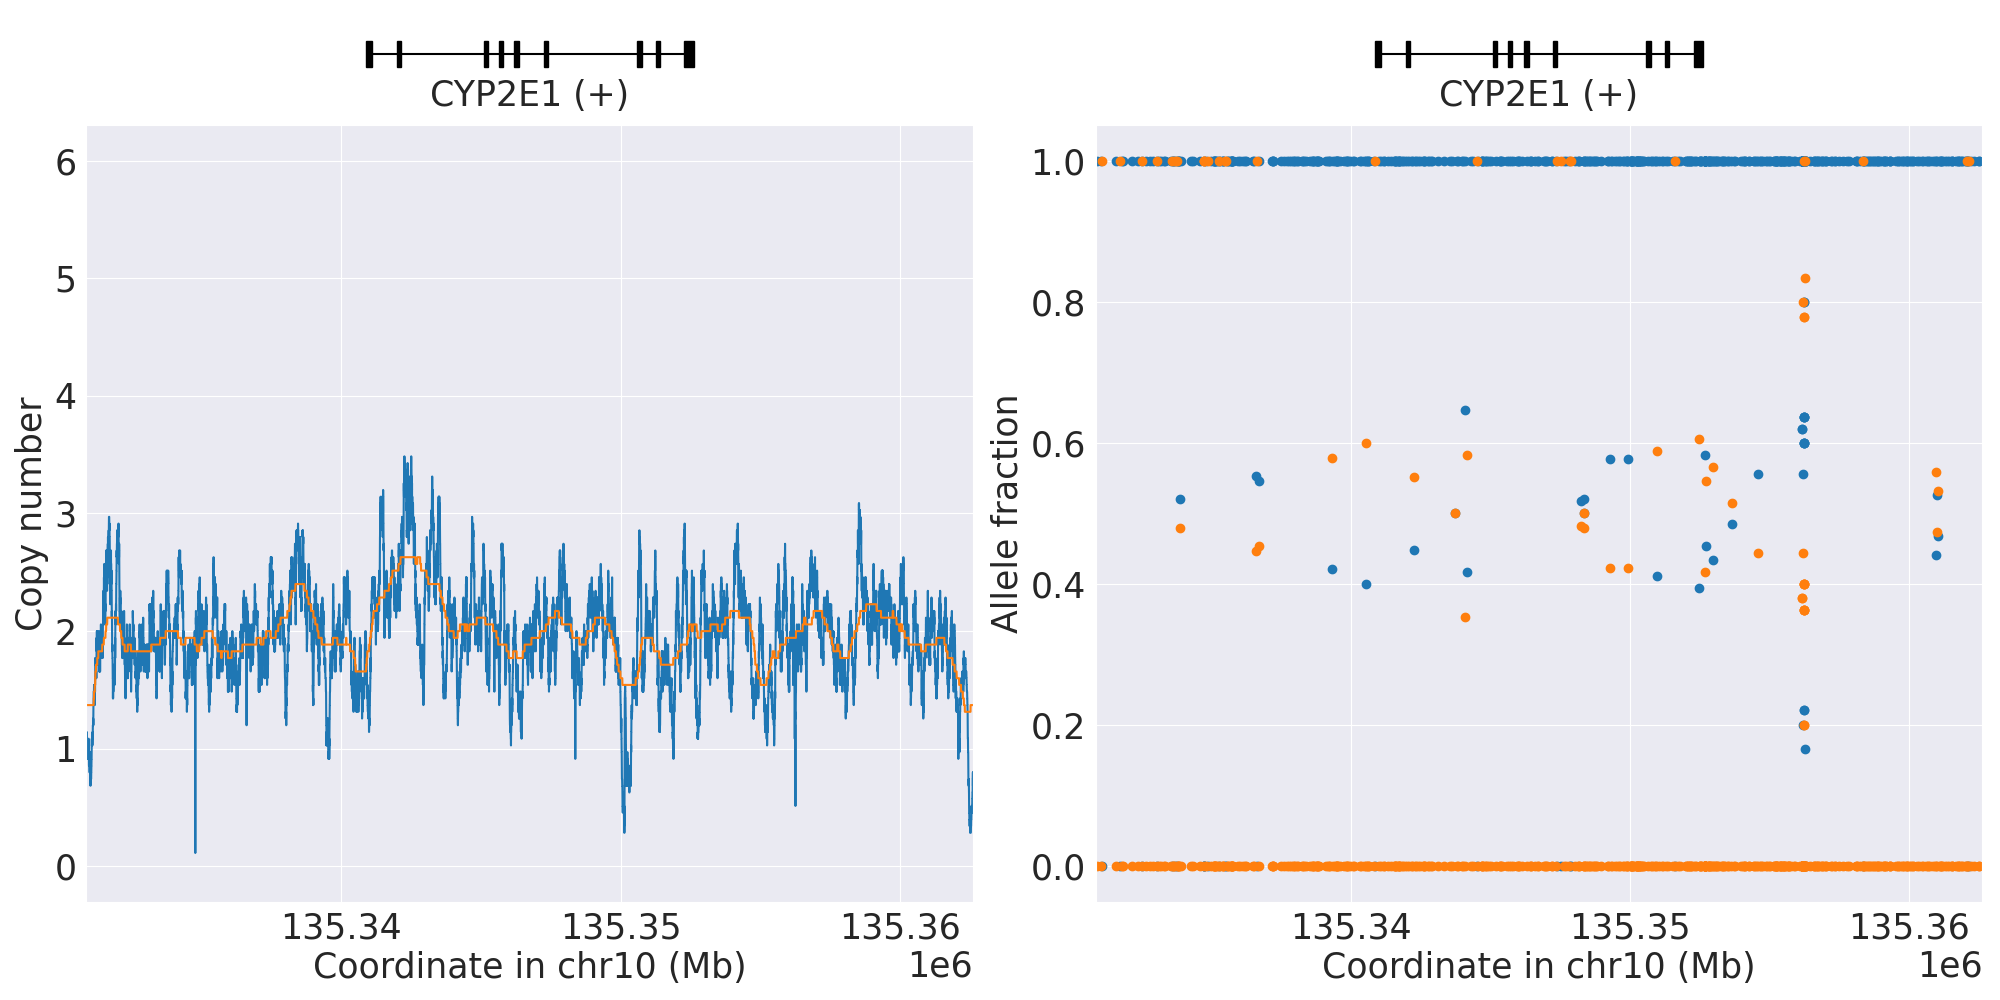 CYP2E1 (+)
6
5
4
3
2
1
0
Copy number
135.34 135.35 135.36
Coordinate in chr10 (Mb)
1e6
CYP2E1 (+)
1.0
0.8
0.6
0.4
0.2
0.0
Allele fraction
135.34 135.35 135.36
Coordinate in chr10 (Mb)
1e6